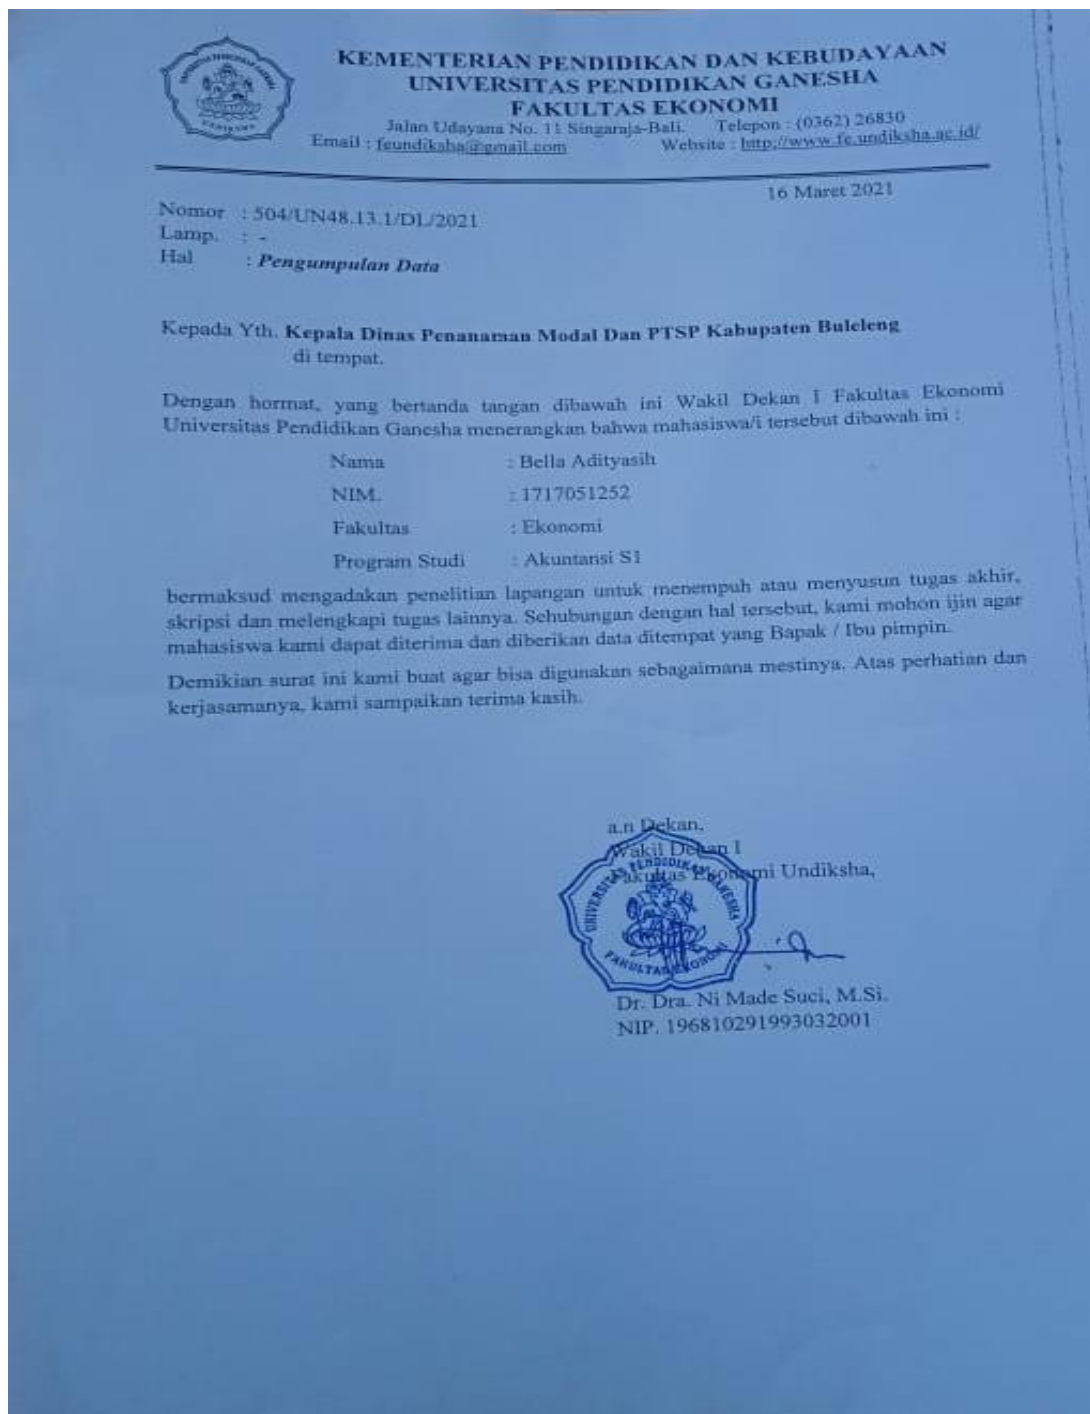 KEMENTERIAN PENDIDIKAN DAN KEBUDAYAAN
UNIVERSITAS PENDIDIKAN GANESHA
FAKULTAS EKONOMI
Jalan Udayana No. 11 Singaraja-Bali. Telepon : (0362) 26830
Email : feundiksha@gmail.com Website : http://www.fe.undiksha.ac.id/
16 Maret 2021
Nomor : 504/UN48.13.1/DL/2021
Lamp. : -
Hal : Pengumpulan Data
Kepada Yth. Kepala Dinas Penanaman Modal Dan PTSP Kabupaten Buleleng
di tempat.
Dengan hormat, yang bertanda tangan dibawah ini Wakil Dekan I Fakultas Ekonomi
Universitas Pendidikan Ganesha menerangkan bahwa mahasiswa/i tersebut dibawah ini :
Nama : Bella Adityasih
NIM. : 1717051252
Fakultas : Ekonomi
Program Studi : Akuntansi S1
bermaksud mengadakan penelitian lapangan untuk menempuh atau menyusun tugas akhir,
skripsi dan melengkapi tugas lainnya. Sehubungan dengan hal tersebut, kami mohon ijin agar
mahasiswa kami dapat diterima dan diberikan data ditempat yang Bapak / Ibu pimpin.
Demikian surat ini kami buat agar bisa digunakan sebagaimana mestinya. Atas perhatian dan
kerjasamanya, kami sampaikan terima kasih.
a.n Dekan,
Wakil Dekan I
Fakultas Ekonomi Undiksha,
UNIVERSITAS PENDIDIKAN GANESHA
FAKULTAS EKONOMI
Dr. Dra. Ni Made Suci, M.Si.
NIP. 196810291993032001